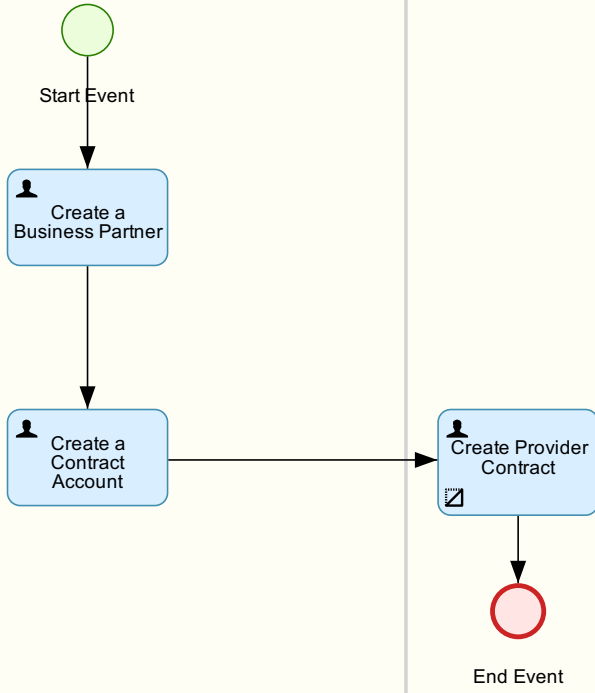 Start Event
Create a
Business Partner
Create a
Contract
Account
Create Provider
Contract
End Event